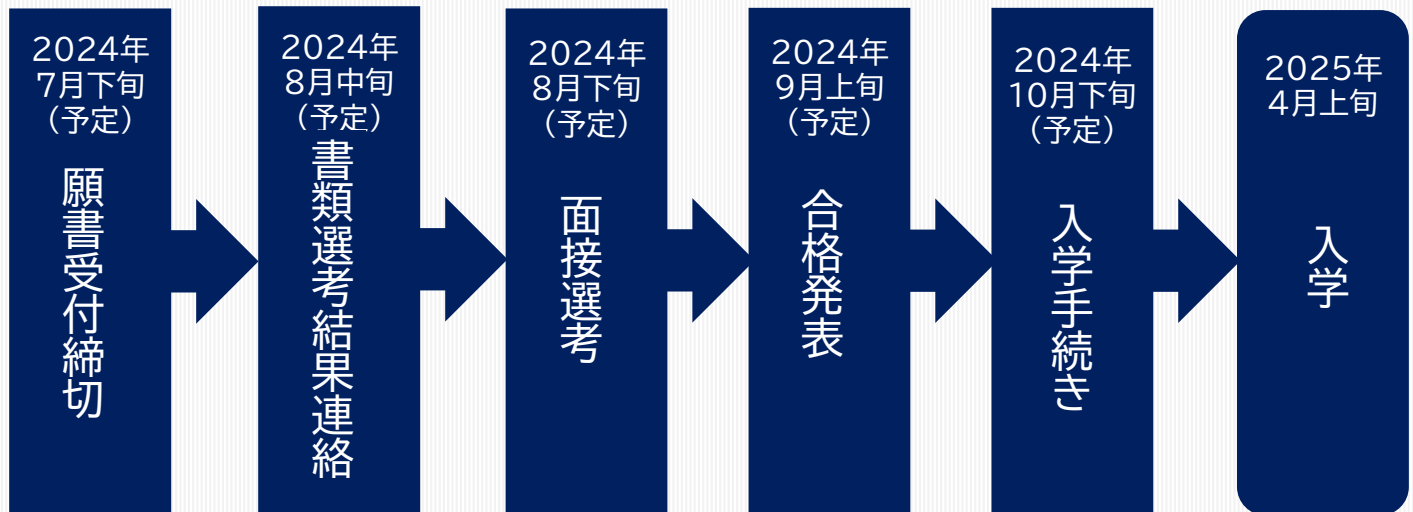 2024年
7月下旬
（予定）
願書受付締切
2024年
8月中旬
（予定）
書類選考結果連絡
2024年
8月下旬
（予定）
面接選考
2024年
9月上旬
（予定）
合格発表
2024年
10月下旬
（予定）
入学手続き
2025年
4月上旬
入学